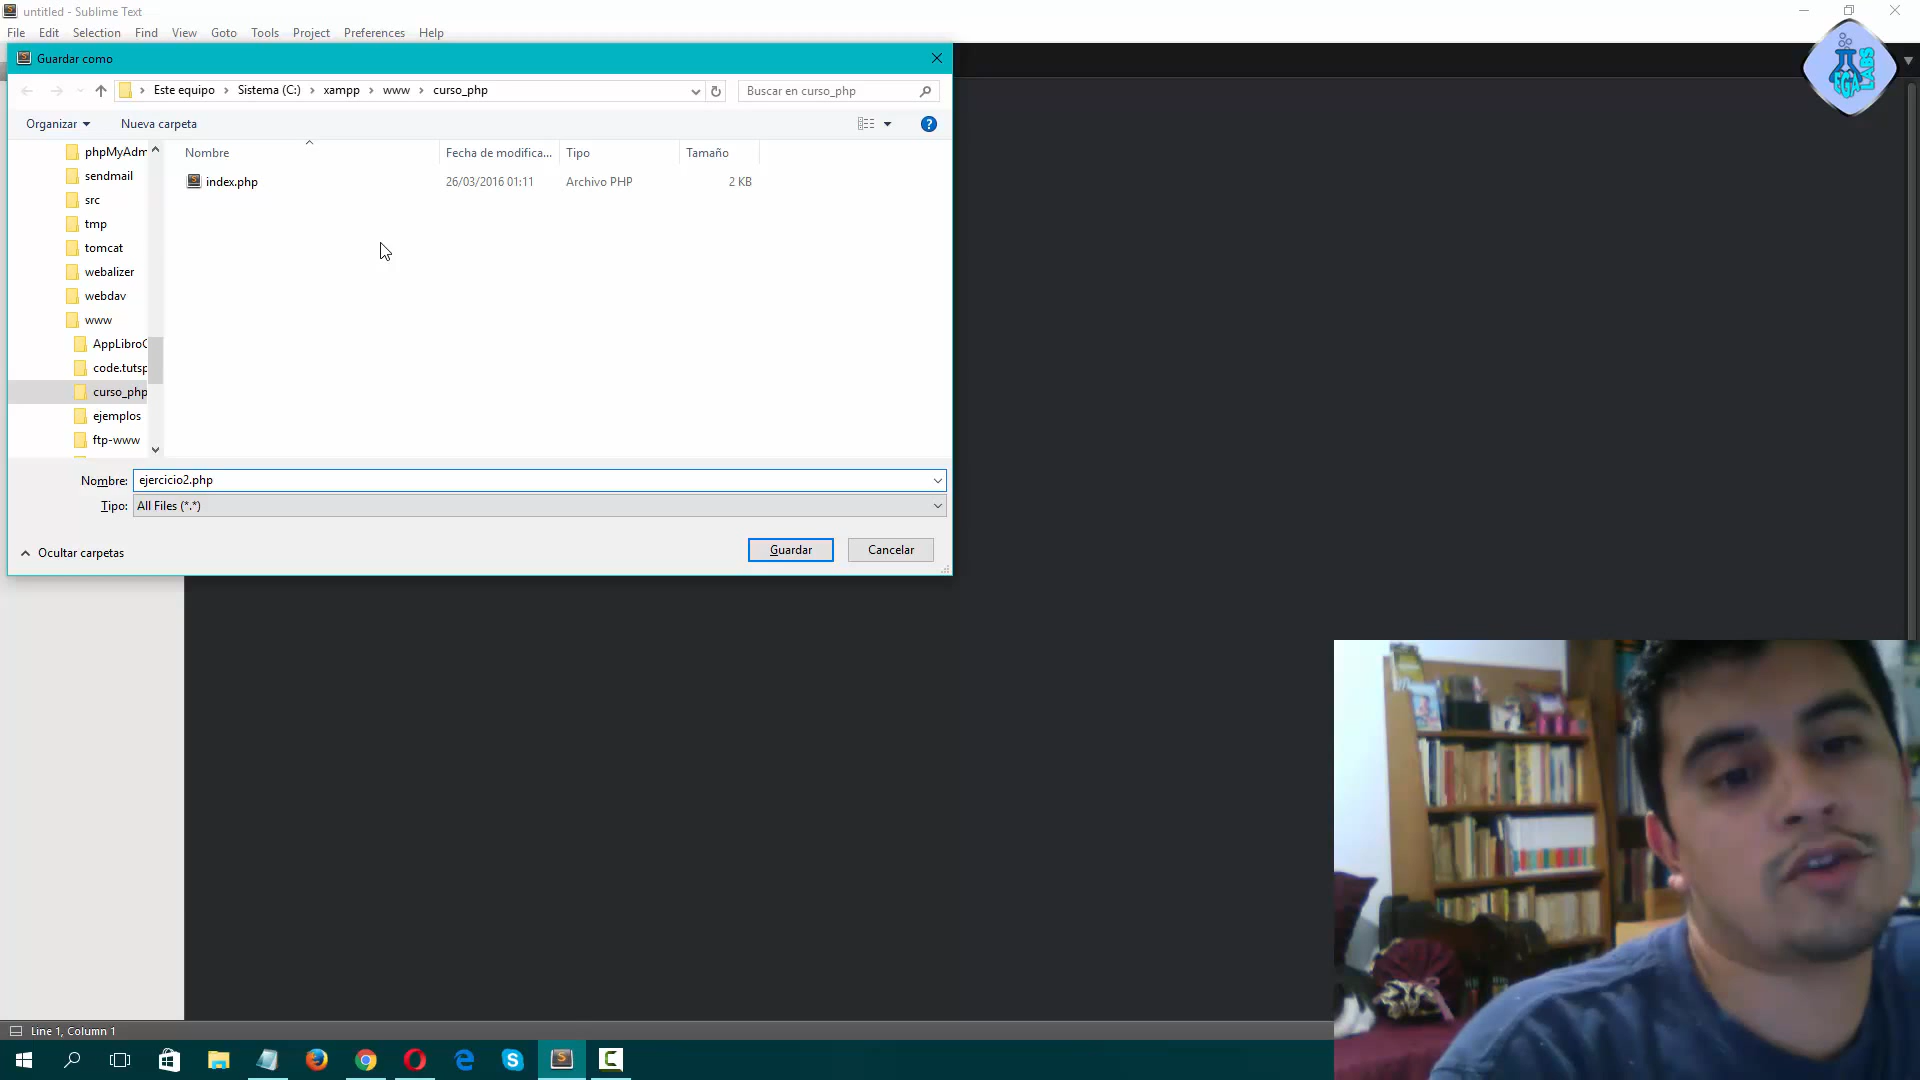 untitled - Sublime Text
File Edit Selection Find View Goto Tools Project Preferences Help
Guardar como
Este equipo › Sistema (C:) › xampp › www › curso_php
Buscar en curso_php
Organizar Nueva carpeta
Nombre Fecha de modifica... Tipo Tamaño
index.php 26/03/2016 01:11 Archivo PHP 2 KB
phpMyAdm
sendmail
src
tmp
tomcat
webalizer
webdav
www
AppLibroC
code.tutsp
curso_php
ejemplos
ftp-www
Nombre: ejercicio2.php
Tipo: All Files (*.*)
Ocultar carpetas
Guardar Cancelar
EGA LABS
Line 1, Column 1